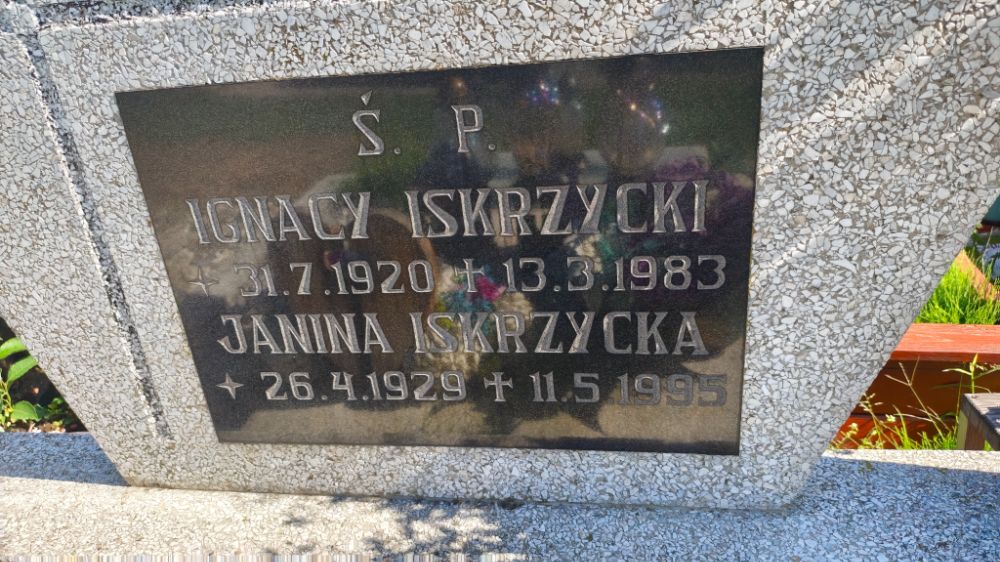 Ś. P.
IGNACY ISKRZYCKI
✦ 31.7.1920 ✝ 13.3.1983
JANINA ISKRZYCKA
✦ 26.4.1929 ✝ 11.5 1995